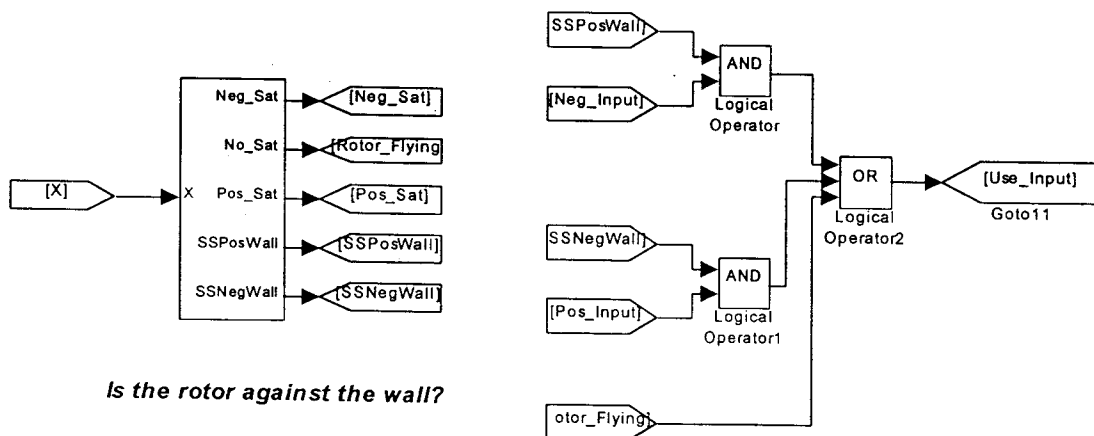 [X]
X
Neg_Sat
No_Sat
Pos_Sat
SSPosWall
SSNegWall
[Neg_Sat]
[Rotor_Flying
[Pos_Sat]
[SSPosWall]
[SSNegWall]
Is the rotor against the wall?
SSPosWall]
[Neg_Input]
AND
Logical
Operator
SSNegWall]
[Pos_Input]
AND
Logical
Operator1
otor_Flying]
OR
Logical
Operator2
[Use_Input]
Goto11